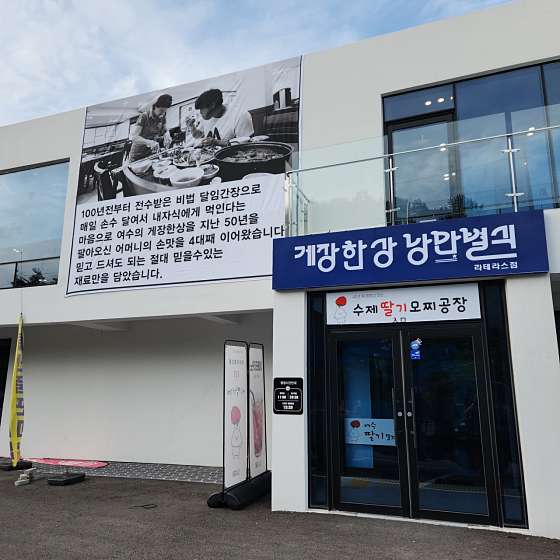 100년전부터 전수받은 비법 달임간장으로
매일 손수 달여서 내자식에게 먹인다는
마음으로 여수의 게장한상을 지난 50년을
팔아오신 어머니의 손맛을 4대째 이어왔습니다
믿고 드셔도 되는 절대 믿을수있는
재료만을 담았습니다.
게장한상 낭만별식
라테라스점
수제딸기모찌공장
여수
딸기모찌